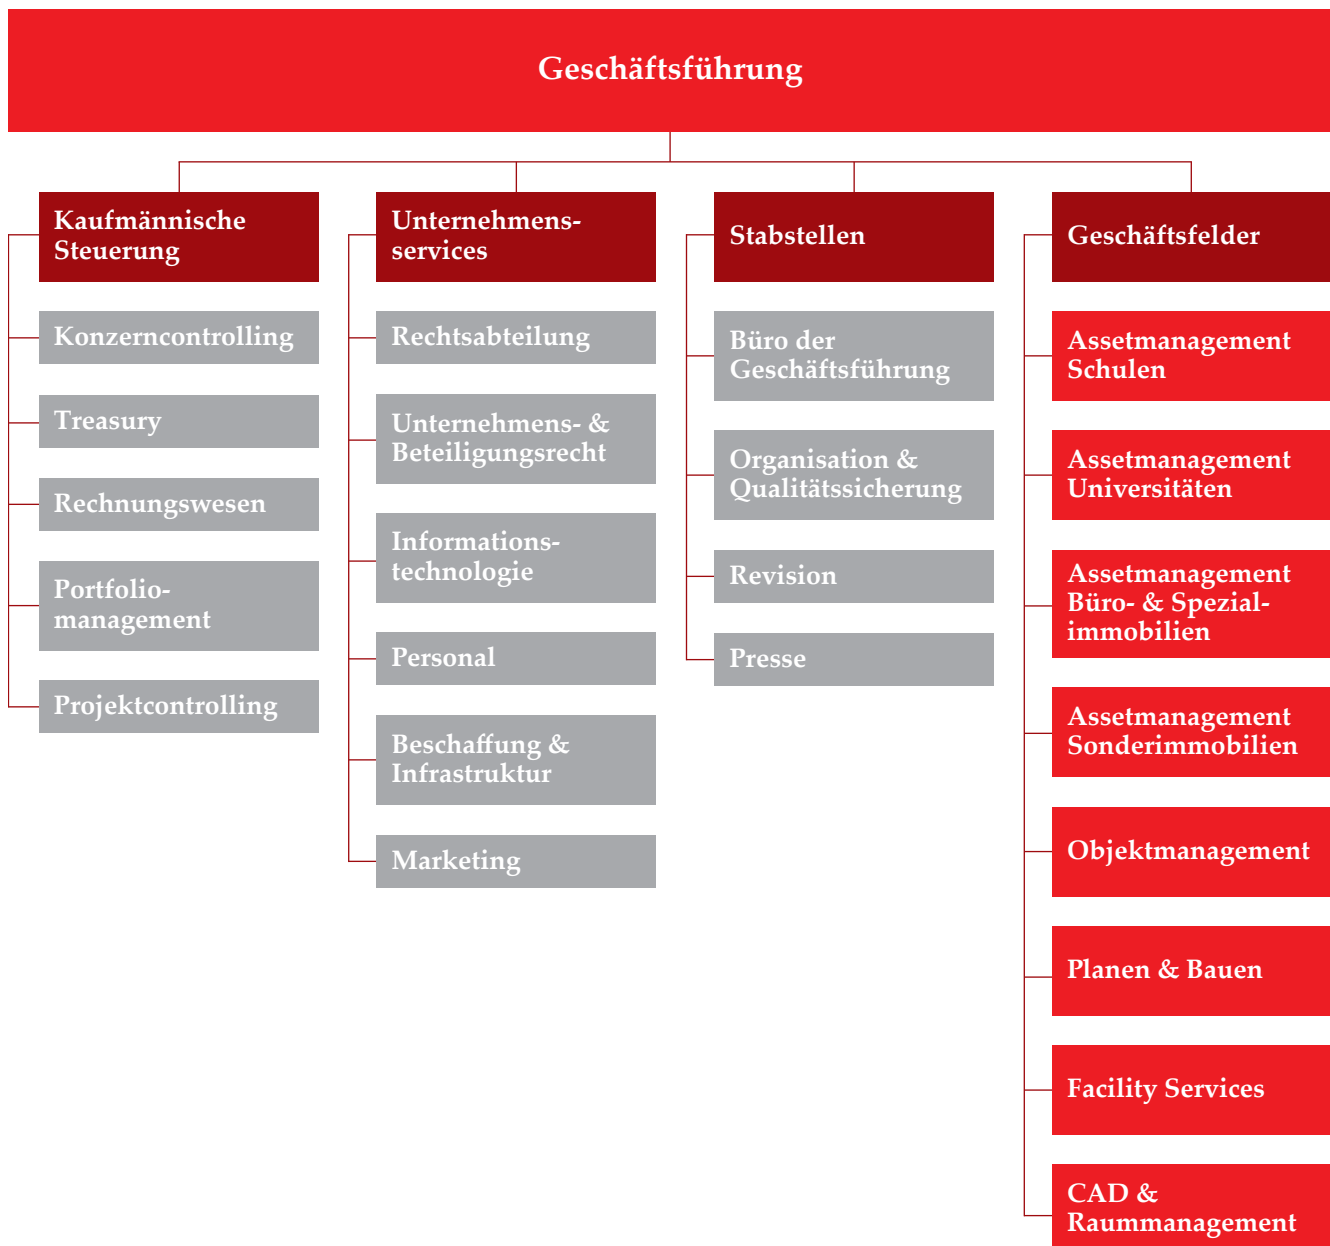 Geschäftsführung
Kaufmännische
Steuerung
Konzerncontrolling
Treasury
Rechnungswesen
Portfolio-
management
Projektcontrolling
Unternehmens-
services
Rechtsabteilung
Unternehmens- &
Beteiligungsrecht
Informations-
technologie
Personal
Beschaffung &
Infrastruktur
Marketing
Stabstellen
Büro der
Geschäftsführung
Organisation &
Qualitätssicherung
Revision
Presse
Geschäftsfelder
Assetmanagement
Schulen
Assetmanagement
Universitäten
Assetmanagement
Büro- & Spezial-
immobilien
Assetmanagement
Sonderimmobilien
Objektmanagement
Planen & Bauen
Facility Services
CAD &
Raummanagement